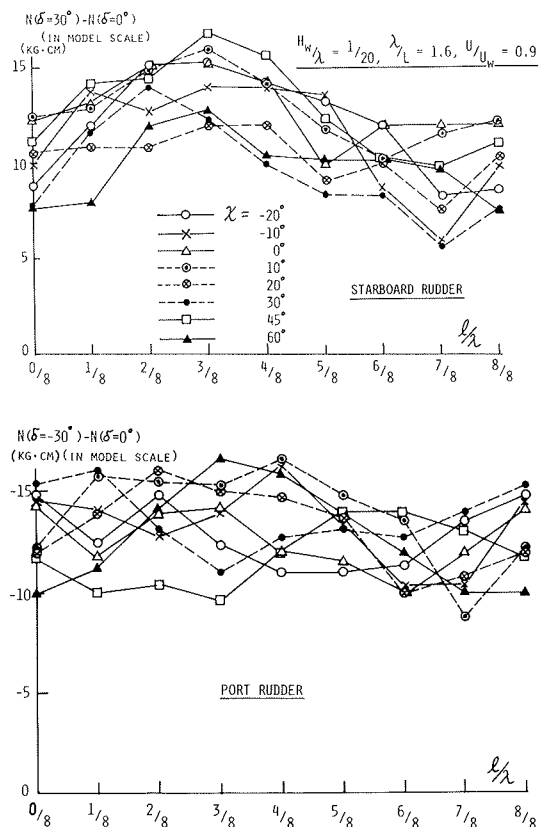 N(δ=30°)-N(δ=0°)
(IN MODEL SCALE)
(KG·CM)
H_W/λ = 1/20, λ/L = 1.6, U/U_W = 0.9
15
10
5
0
χ = -20°
-10°
0°
10°
20°
30°
45°
60°
STARBOARD RUDDER
l/λ
0/8 1/8 2/8 3/8 4/8 5/8 6/8 7/8 8/8
N(δ=-30°)-N(δ=0°)
(KG·CM)(IN MODEL SCALE)
-15
-10
-5
0
PORT RUDDER
l/λ
0/8 1/8 2/8 3/8 4/8 5/8 6/8 7/8 8/8